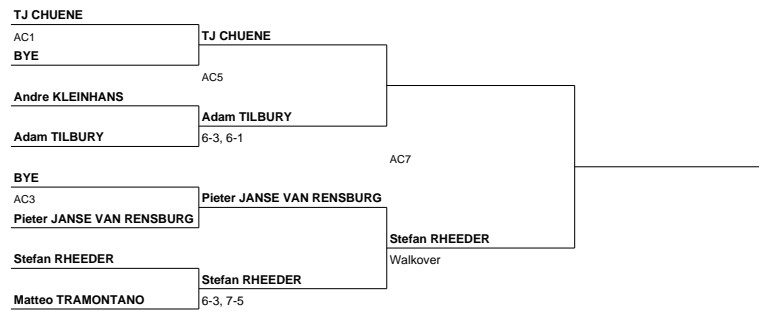 TJ CHUENE
AC1
TJ CHUENE
BYE
AC5
Andre KLEINHANS
Adam TILBURY
Adam TILBURY
6-3, 6-1
AC7
BYE
AC3
Pieter JANSE VAN RENSBURG
Pieter JANSE VAN RENSBURG
Stefan RHEEDER
Stefan RHEEDER
Walkover
Stefan RHEEDER
Matteo TRAMONTANO
6-3, 7-5